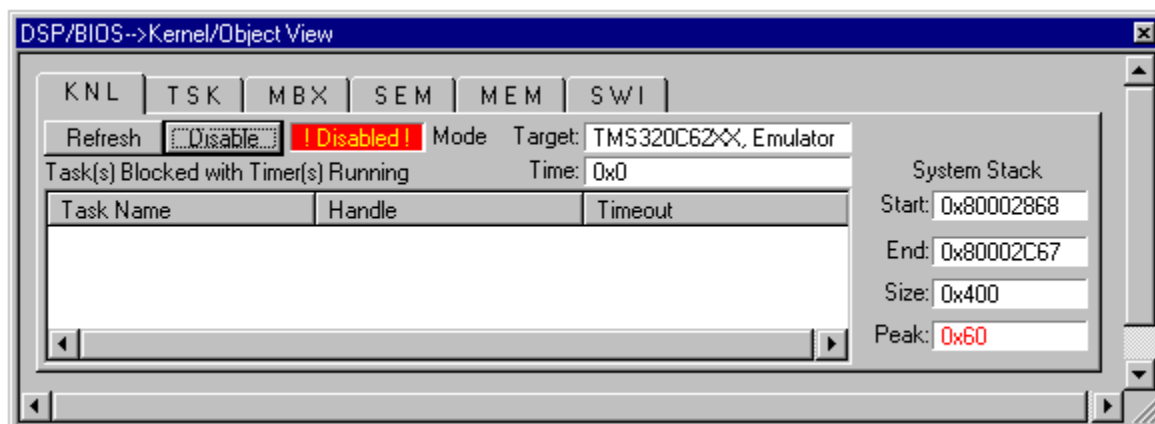 DSP/BIOS-->Kernel/Object View
KNL TSK MBX SEM MEM SWI
Refresh Disable ! Disabled ! Mode Target: TMS320C62XX, Emulator
Task(s) Blocked with Timer(s) Running Time: 0x0 System Stack
Task Name Handle Timeout Start: 0x80002868
End: 0x80002C67
Size: 0x400
Peak: 0x60